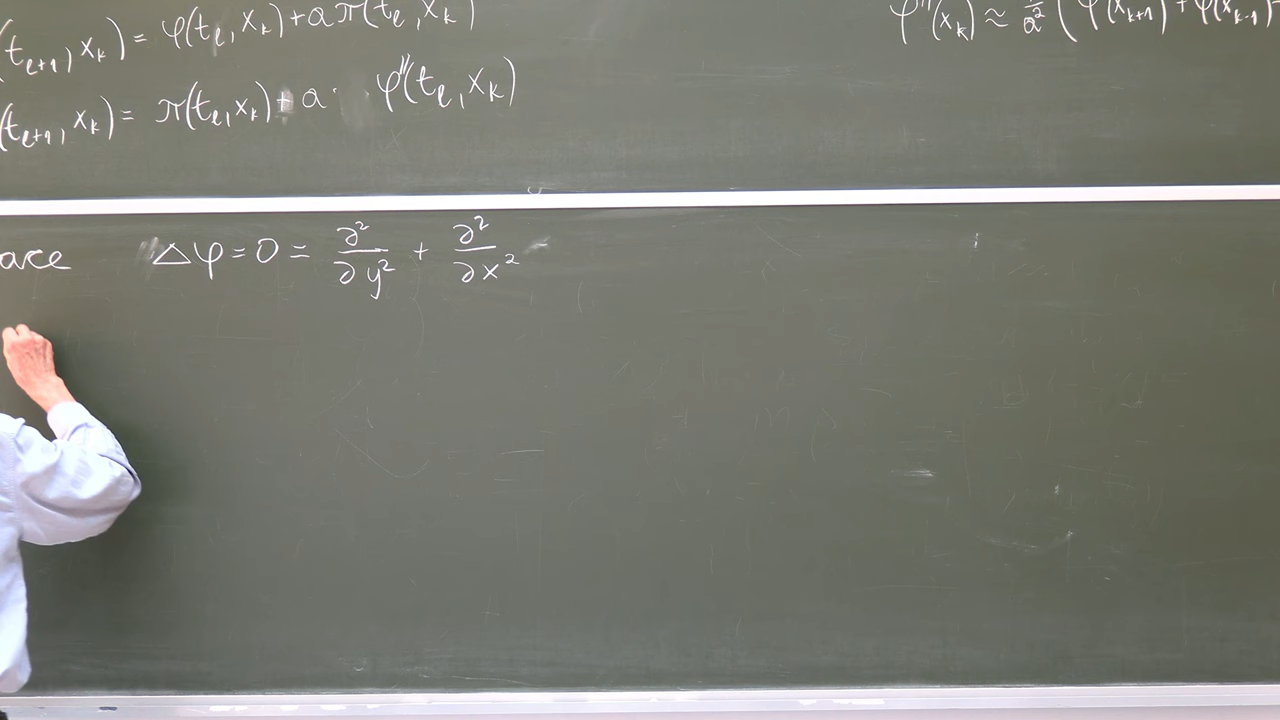 (t_{ℓ+1}, x_k) = φ(t_ℓ, x_k) + a π(t_ℓ, x_k)
φ''(x_k) ≈ 1/a² (φ(x_{k+1}) + φ(x_{k-1})
(t_{ℓ+1}, x_k) = π(t_ℓ, x_k) + a · φ''(t_ℓ, x_k)
ace Δφ = 0 = ∂²/∂y² + ∂²/∂x²